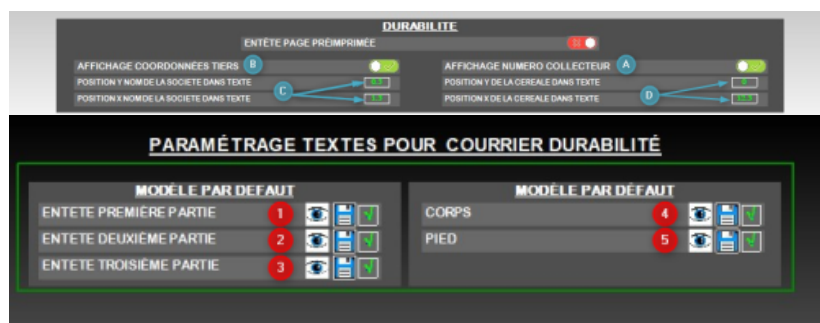 DURABILITE
ENTÊTE PAGE PRÉIMPRIMÉE
AFFICHAGE COORDONNÉES TIERS B
AFFICHAGE NUMERO COLLECTEUR A
POSITION Y NOM DE LA SOCIETE DANS TEXTE
POSITION Y DE LA CEREALE DANS TEXTE
C
D
POSITION X NOM DE LA SOCIETE DANS TEXTE
POSITION X DE LA CEREALE DANS TEXTE
PARAMÉTRAGE TEXTES POUR COURRIER DURABILITÉ
MODÈLE PAR DEFAUT
ENTETE PREMIÈRE PARTIE 1
ENTETE DEUXIÈME PARTIE 2
ENTETE TROISIÈME PARTIE 3
MODÈLE PAR DÉFAUT
CORPS 4
PIED 5